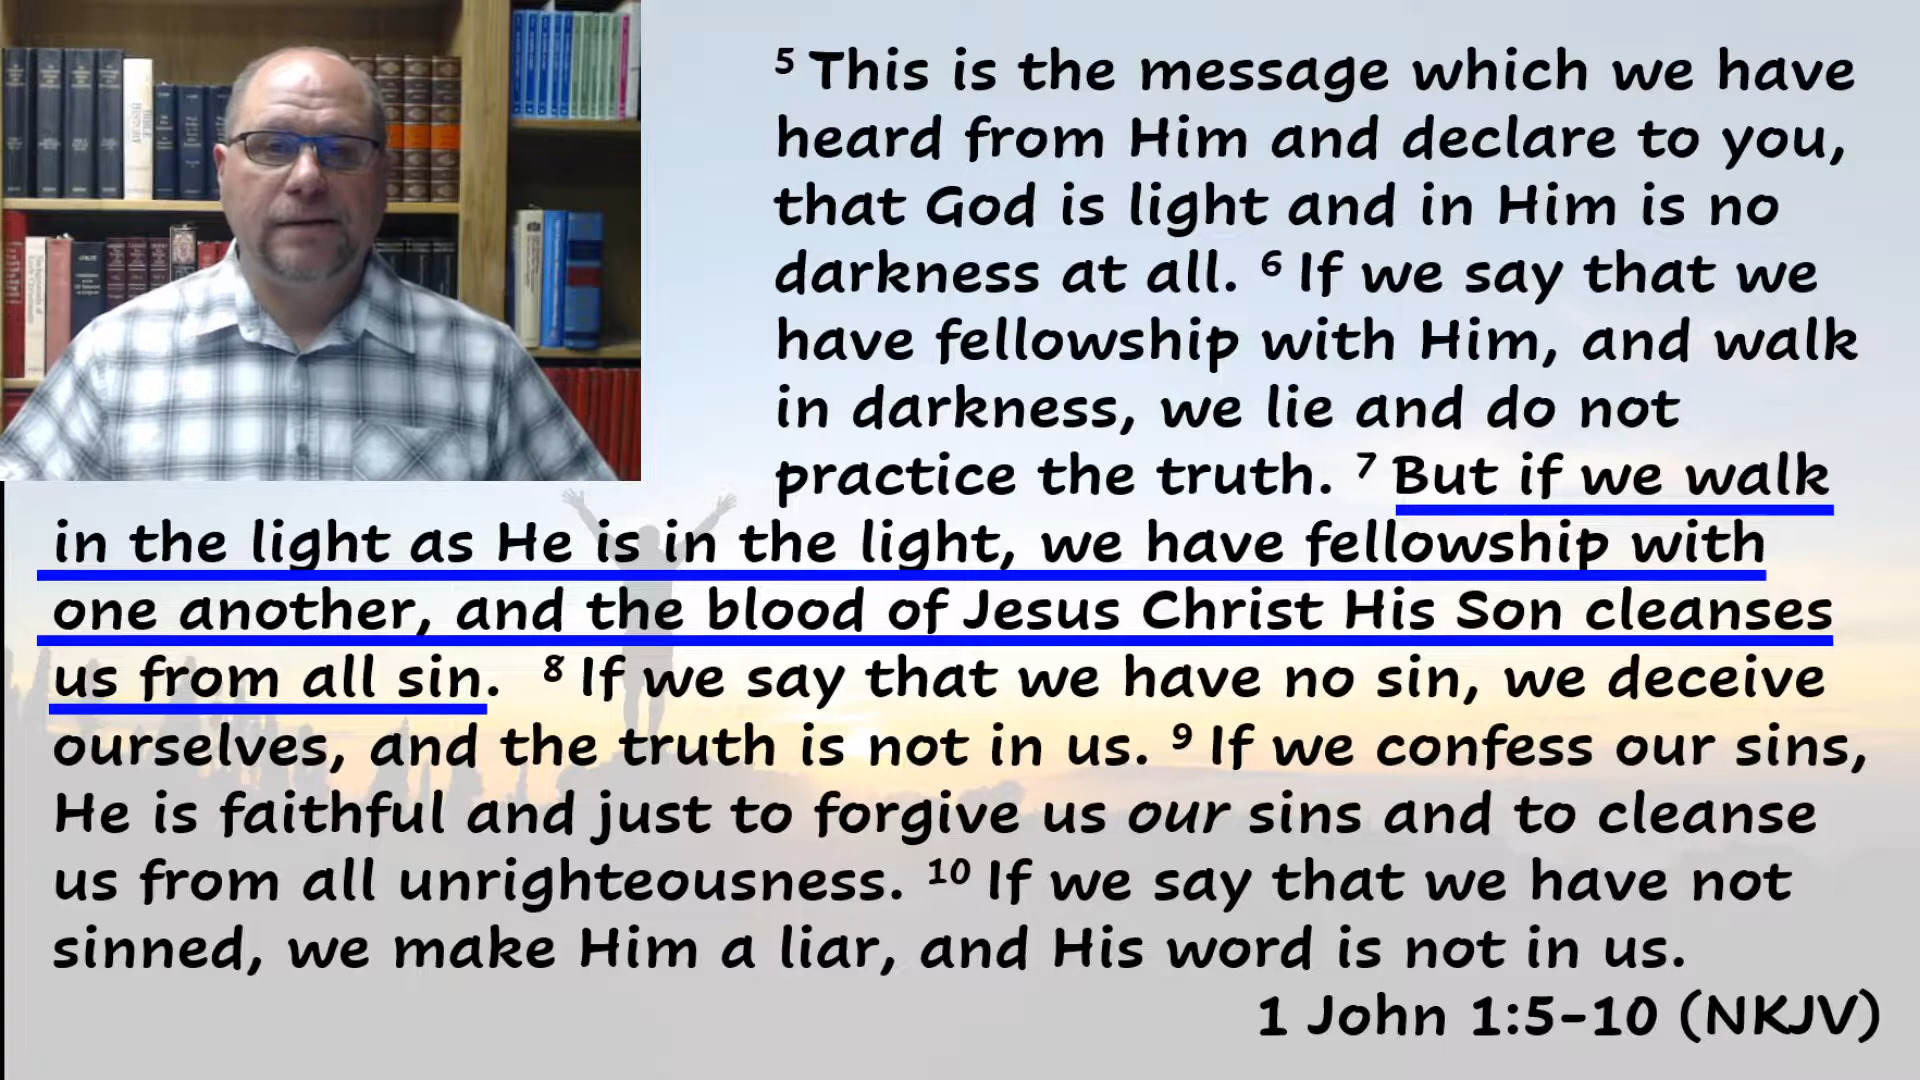 ⁵ This is the message which we have
heard from Him and declare to you,
that God is light and in Him is no
darkness at all. ⁶ If we say that we
have fellowship with Him, and walk
in darkness, we lie and do not
practice the truth. ⁷ But if we walk
in the light as He is in the light, we have fellowship with
one another, and the blood of Jesus Christ His Son cleanses
us from all sin. ⁸ If we say that we have no sin, we deceive
ourselves, and the truth is not in us. ⁹ If we confess our sins,
He is faithful and just to forgive us our sins and to cleanse
us from all unrighteousness. ¹⁰ If we say that we have not
sinned, we make Him a liar, and His word is not in us.
1 John 1:5-10 (NKJV)